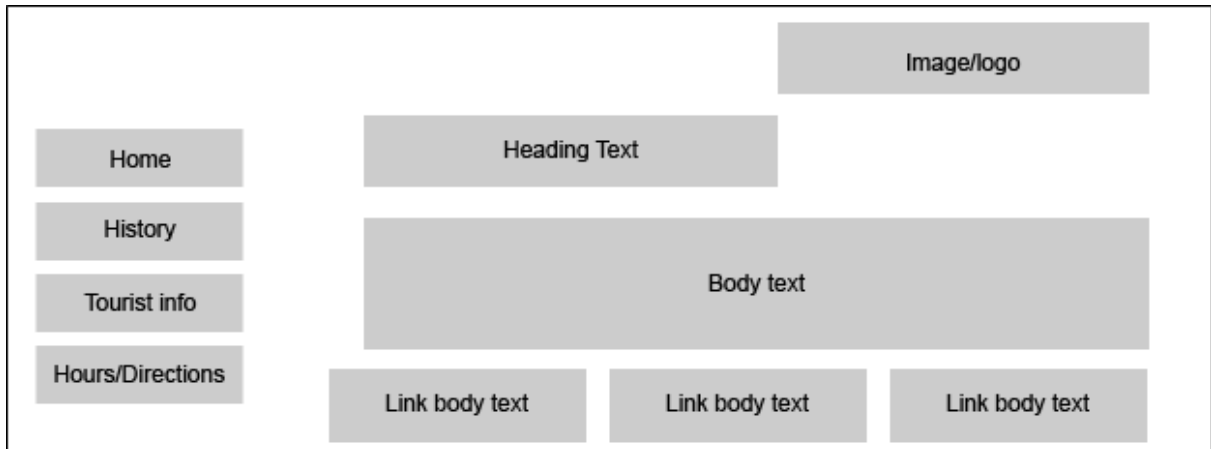 Image/logo
Heading Text
Home
History
Tourist info
Hours/Directions
Body text
Link body text
Link body text
Link body text